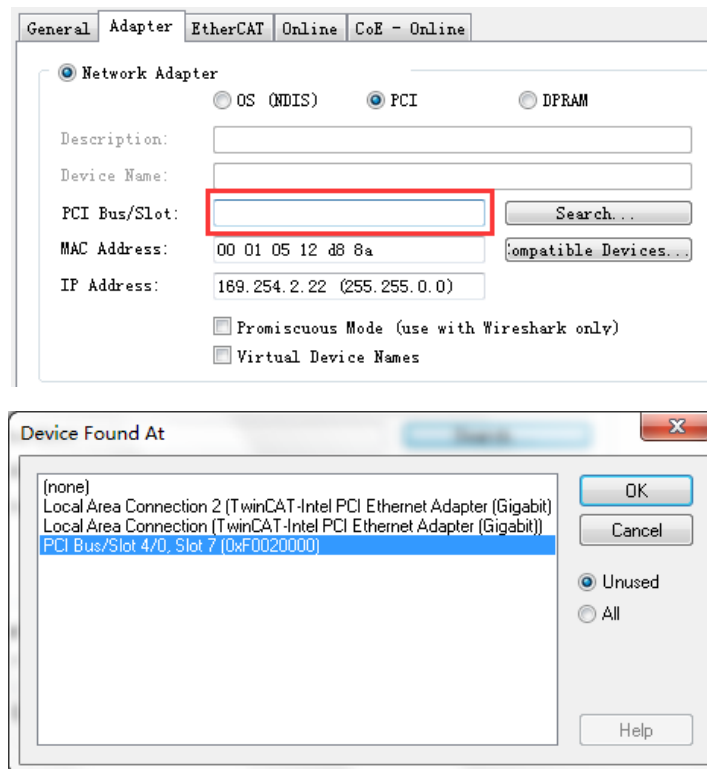 General Adapter EtherCAT Online CoE - Online
Network Adapter
OS (NDIS) PCI DPRAM
Description:
Device Name:
PCI Bus/Slot: Search...
MAC Address: 00 01 05 12 d8 8a ompatible Devices...
IP Address: 169.254.2.22 (255.255.0.0)
Promiscuous Mode (use with Wireshark only)
Virtual Device Names
Device Found At
(none)
Local Area Connection 2 (TwinCAT-Intel PCI Ethernet Adapter (Gigabit)
Local Area Connection (TwinCAT-Intel PCI Ethernet Adapter (Gigabit))
PCI Bus/Slot 4/0, Slot 7 (0xF0020000)
OK
Cancel
Unused
All
Help